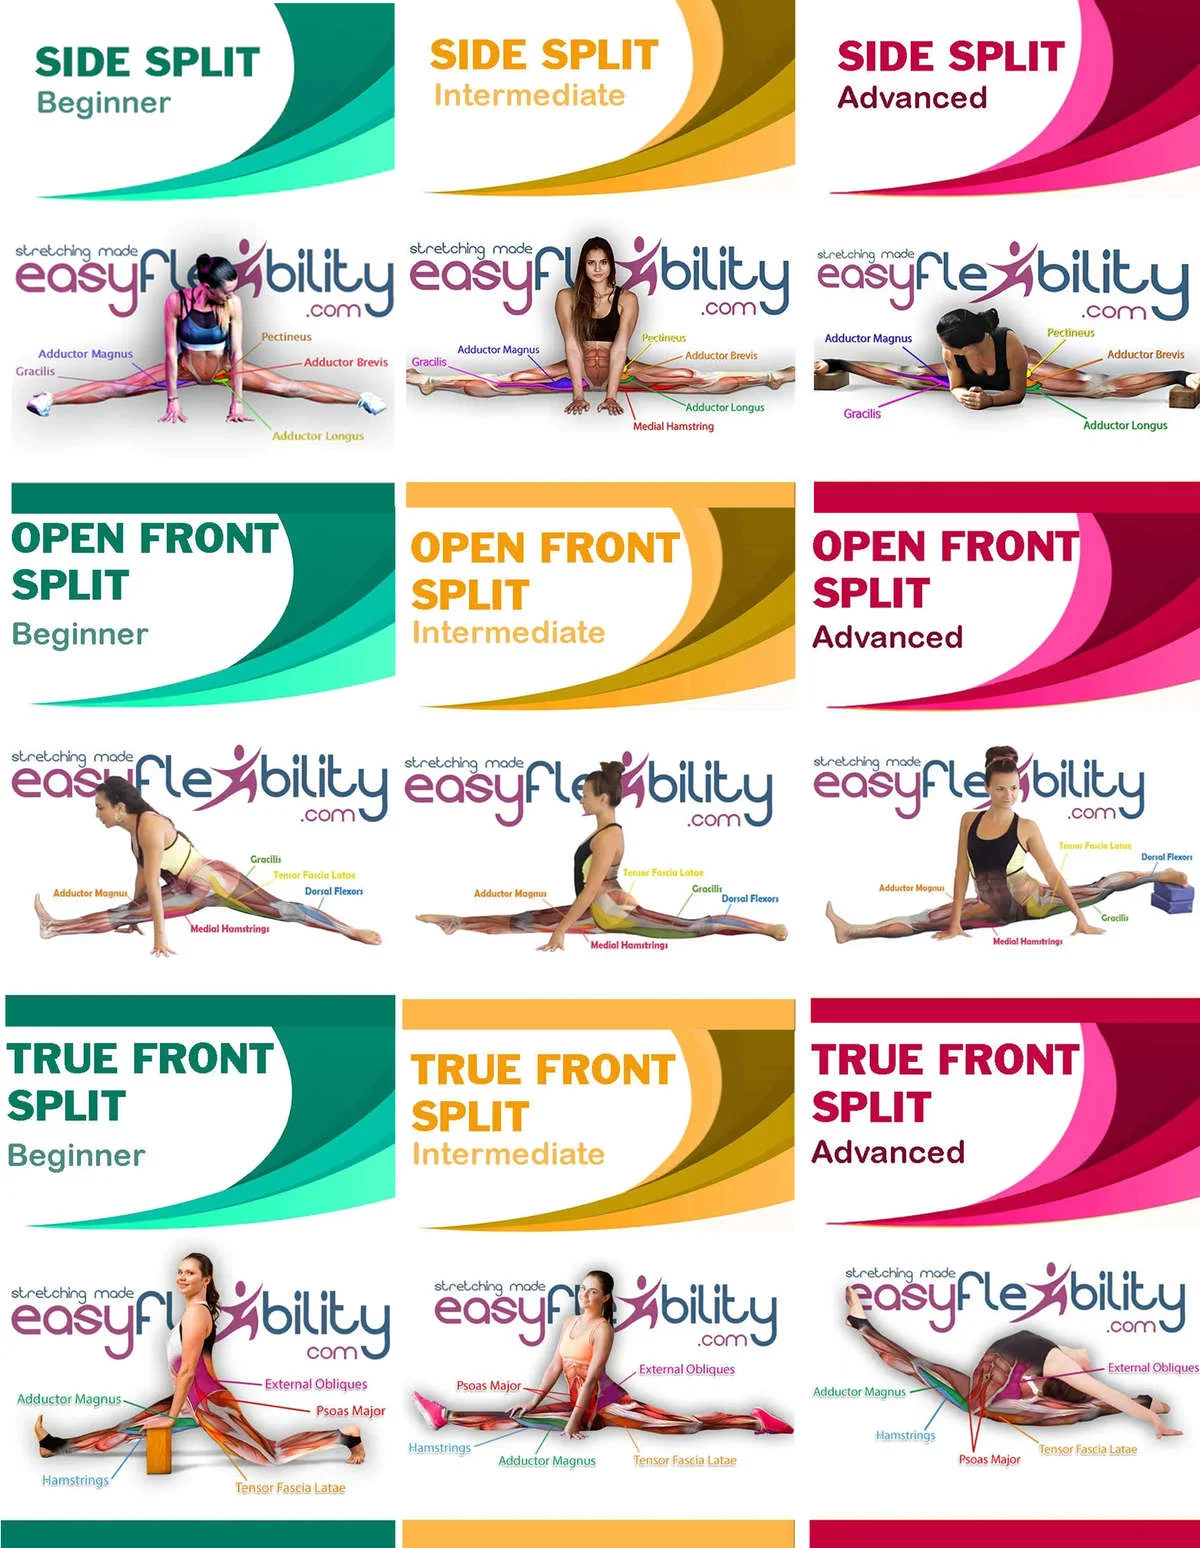 SIDE SPLIT
Beginner
stretching made
easyflexibility
.com
Pectineus
Adductor Magnus
Adductor Brevis
Gracilis
Adductor Longus
SIDE SPLIT
Intermediate
stretching made
easyflexibility
.com
Pectineus
Adductor Magnus
Adductor Brevis
Gracilis
Adductor Longus
Medial Hamstring
SIDE SPLIT
Advanced
stretching made
easyflexibility
.com
Pectineus
Adductor Magnus
Adductor Brevis
Gracilis
Adductor Longus
OPEN FRONT
SPLIT
Beginner
stretching made
easyflexibility
.com
Gracilis
Tensor Fascia Latae
Adductor Magnus
Dorsal Flexors
Medial Hamstrings
OPEN FRONT
SPLIT
Intermediate
stretching made
easyflexibility
.com
Tensor Fascia Latae
Gracilis
Adductor Magnus
Dorsal Flexors
Medial Hamstrings
OPEN FRONT
SPLIT
Advanced
stretching made
easyflexibility
.com
Tensor Fascia Latae
Dorsal Flexors
Adductor Magnus
Gracilis
Medial Hamstrings
TRUE FRONT
SPLIT
Beginner
stretching made
easyflexibility
com
External Obliques
Adductor Magnus
Psoas Major
Hamstrings
Tensor Fascia Latae
TRUE FRONT
SPLIT
Intermediate
stretching made
easyflexibility
.com
External Obliques
Psoas Major
Hamstrings
Adductor Magnus
Tensor Fascia Latae
TRUE FRONT
SPLIT
Advanced
stretching made
easyflexibility
.com
External Obliques
Adductor Magnus
Hamstrings
Tensor Fascia Latae
Psoas Major